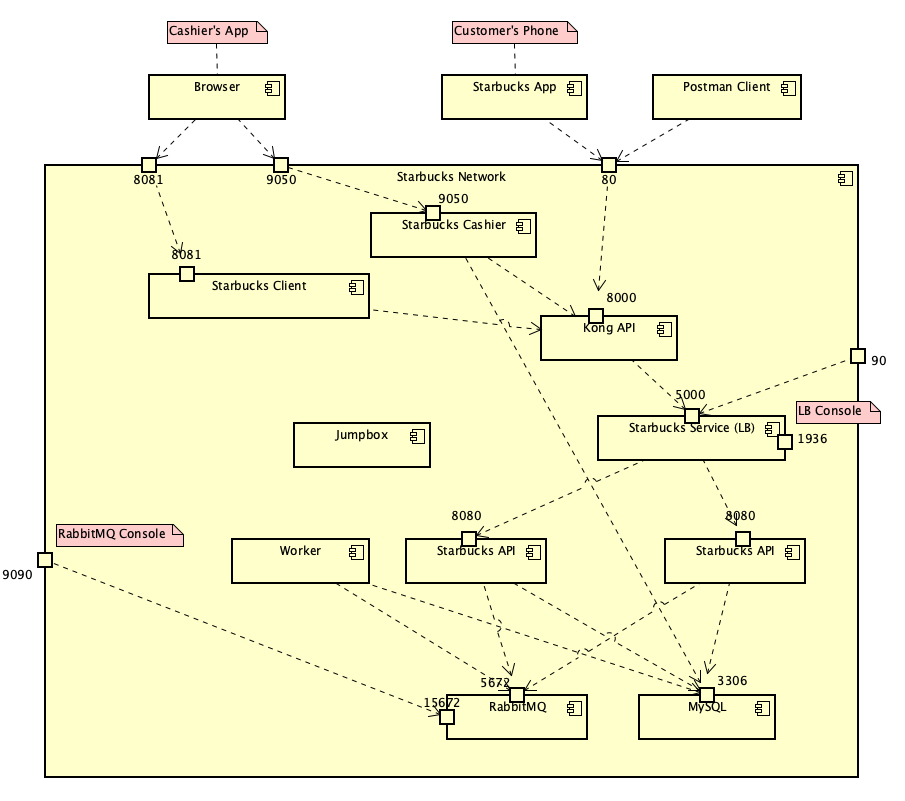 Cashier's App
Customer's Phone
Browser
Starbucks App
Postman Client
8081
9050
Starbucks Network
80
9050
Starbucks Cashier
8081
Starbucks Client
8000
Kong API
90
5000
LB Console
Starbucks Service (LB)
1936
Jumpbox
8080
8080
RabbitMQ Console
Worker
Starbucks API
Starbucks API
9090
5672
3306
15672
RabbitMQ
MySQL